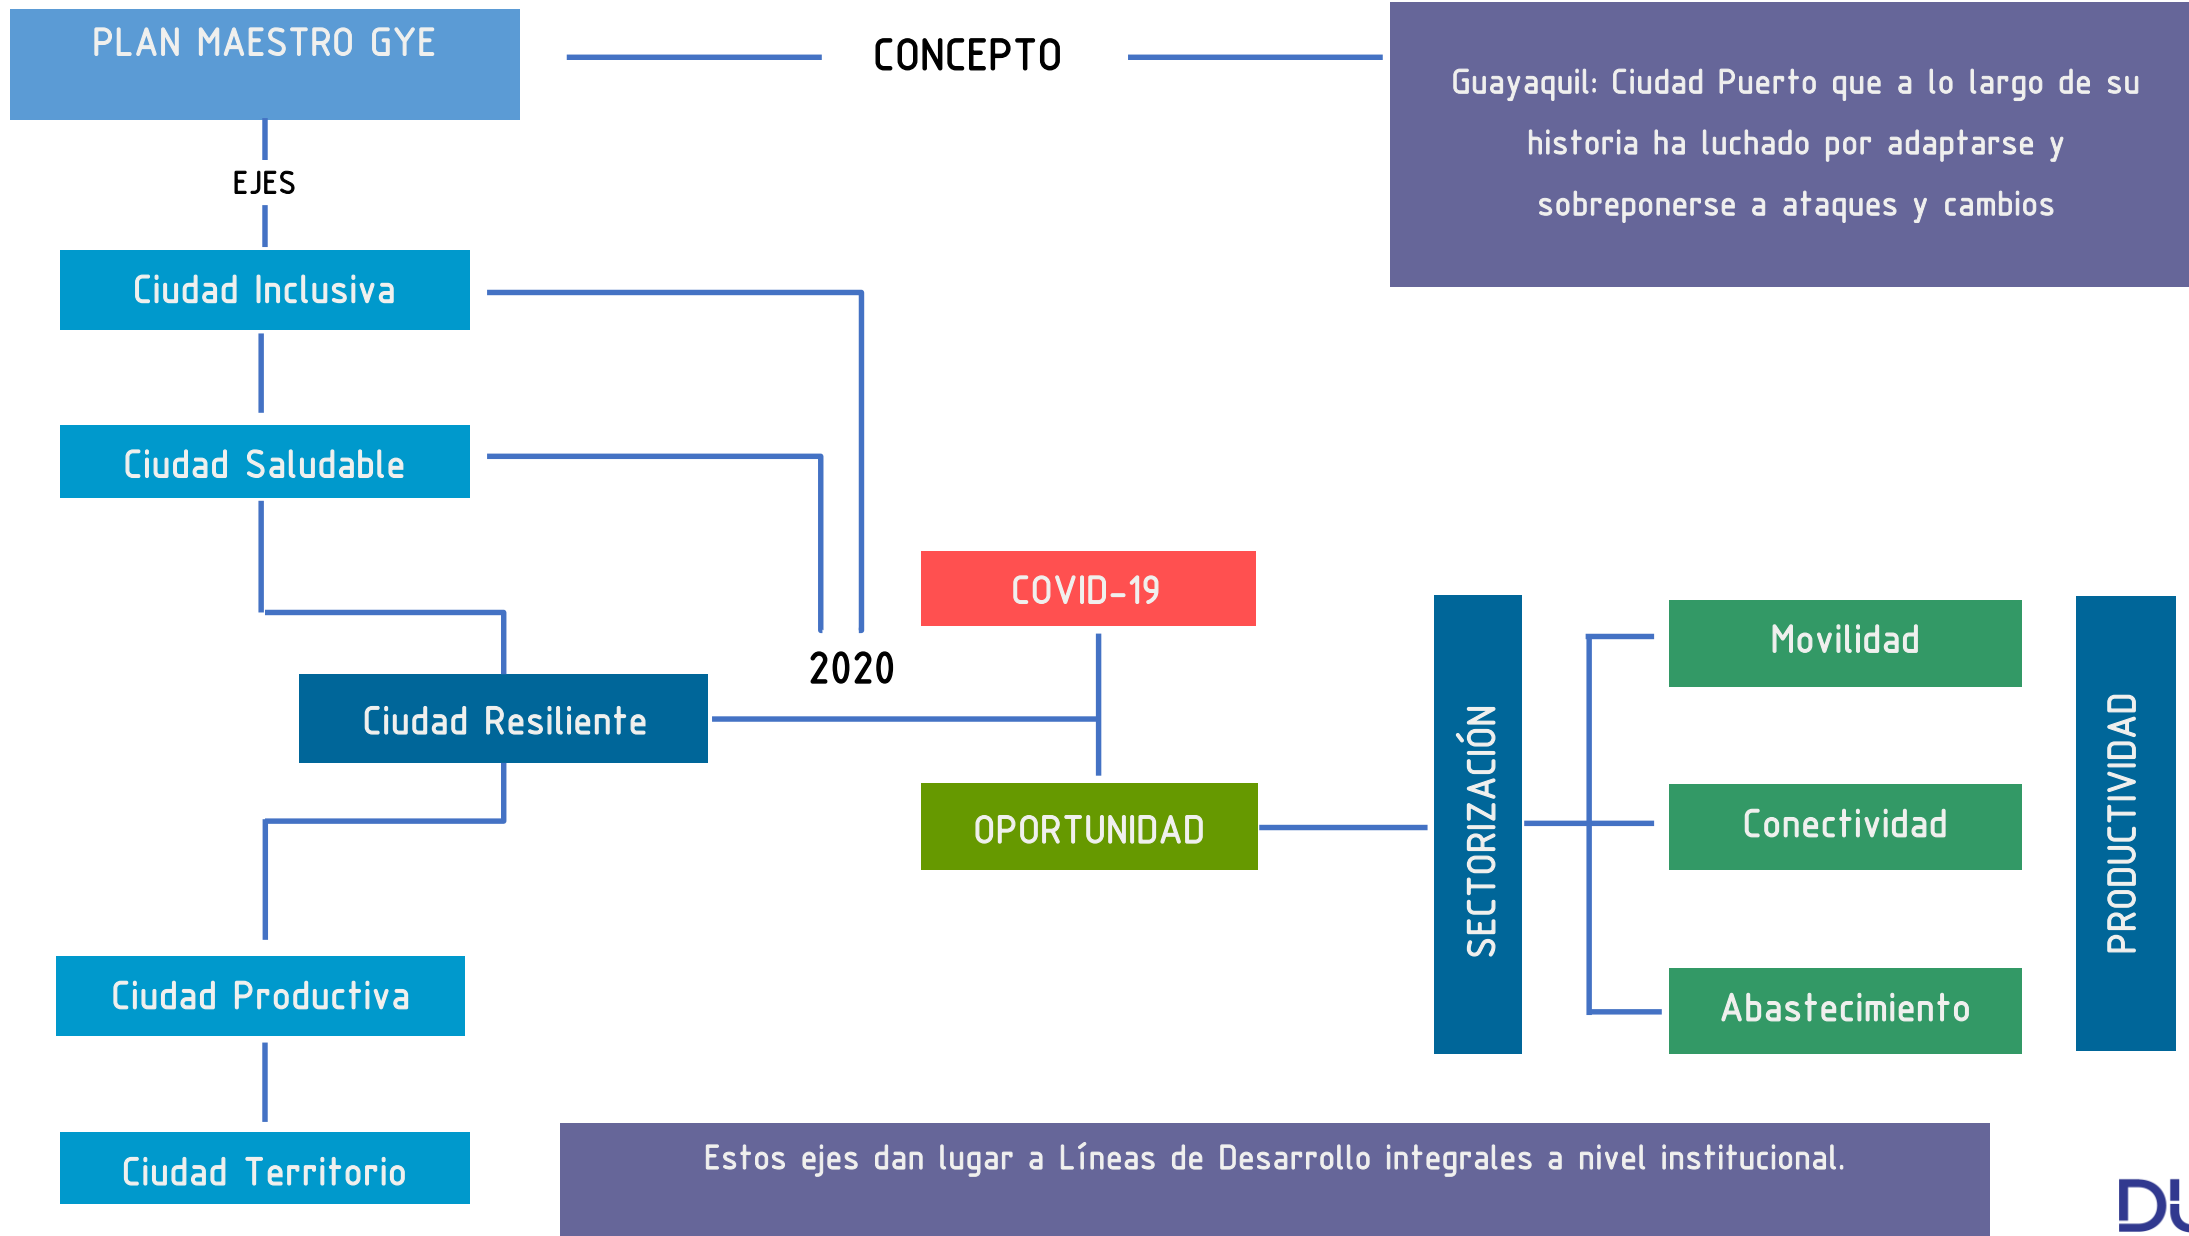 PLAN MAESTRO GYE
CONCEPTO
Guayaquil: Ciudad Puerto que a lo largo de su
historia ha luchado por adaptarse y
sobreponerse a ataques y cambios
EJES
Ciudad Inclusiva
Ciudad Saludable
COVID-19
2020
Ciudad Resiliente
OPORTUNIDAD
SECTORIZACIÓN
Movilidad
Conectividad
Abastecimiento
PRODUCTIVIDAD
Ciudad Productiva
Ciudad Territorio
Estos ejes dan lugar a Líneas de Desarrollo integrales a nivel institucional.